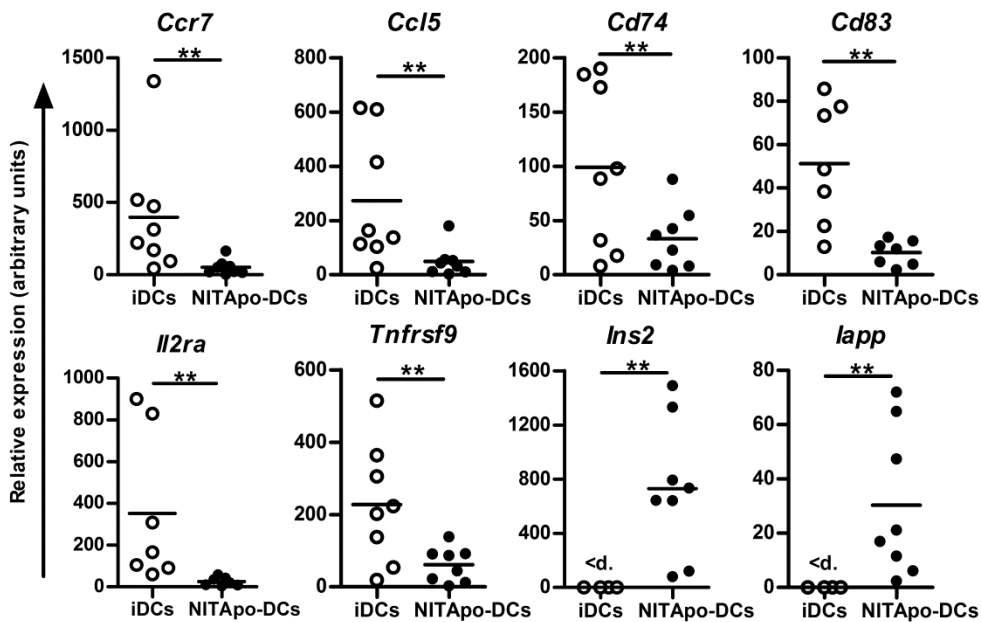 Relative expression (arbitrary units)
Ccr7
1500
1000
500
0
**
iDCs NITApo-DCs
Ccl5
800
600
400
200
0
**
iDCs NITApo-DCs
Cd74
200
150
100
50
0
**
iDCs NITApo-DCs
Cd83
100
80
60
40
20
0
**
iDCs NITApo-DCs
Il2ra
1000
800
600
400
200
0
**
iDCs NITApo-DCs
Tnfrsf9
600
400
200
0
**
iDCs NITApo-DCs
Ins2
1600
1200
800
400
0
**
<d.
iDCs NITApo-DCs
Iapp
80
60
40
20
0
**
<d.
iDCs NITApo-DCs